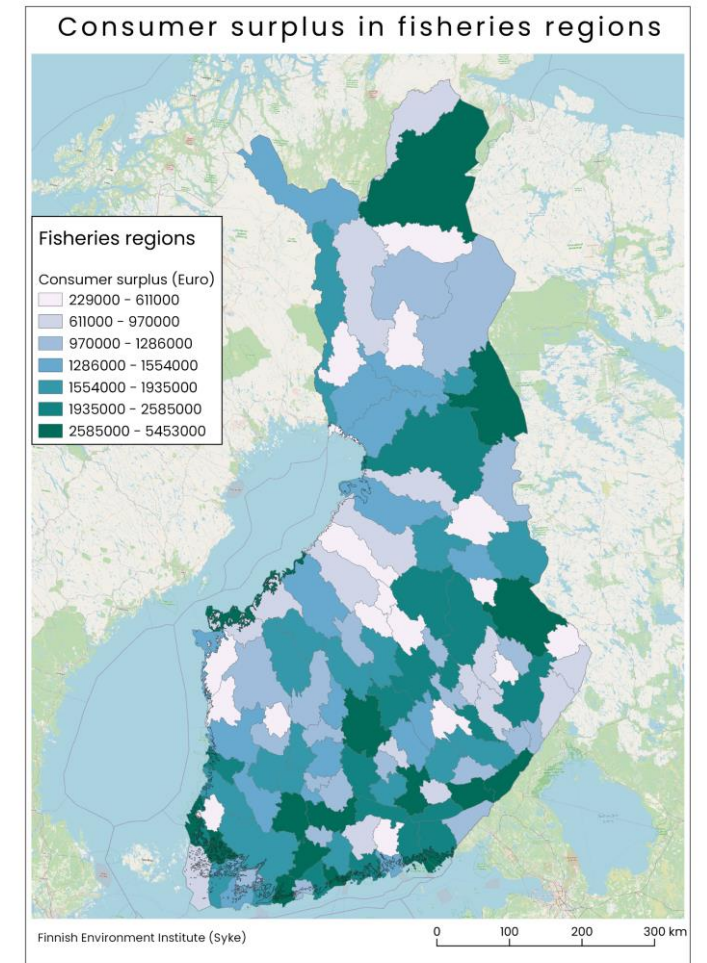 Consumer surplus in fisheries regions
Fisheries regions
Consumer surplus (Euro)
229000 - 611000
611000 - 970000
970000 - 1286000
1286000 - 1554000
1554000 - 1935000
1935000 - 2585000
2585000 - 5453000
Finnish Environment Institute (Syke)
0 100 200 300 km